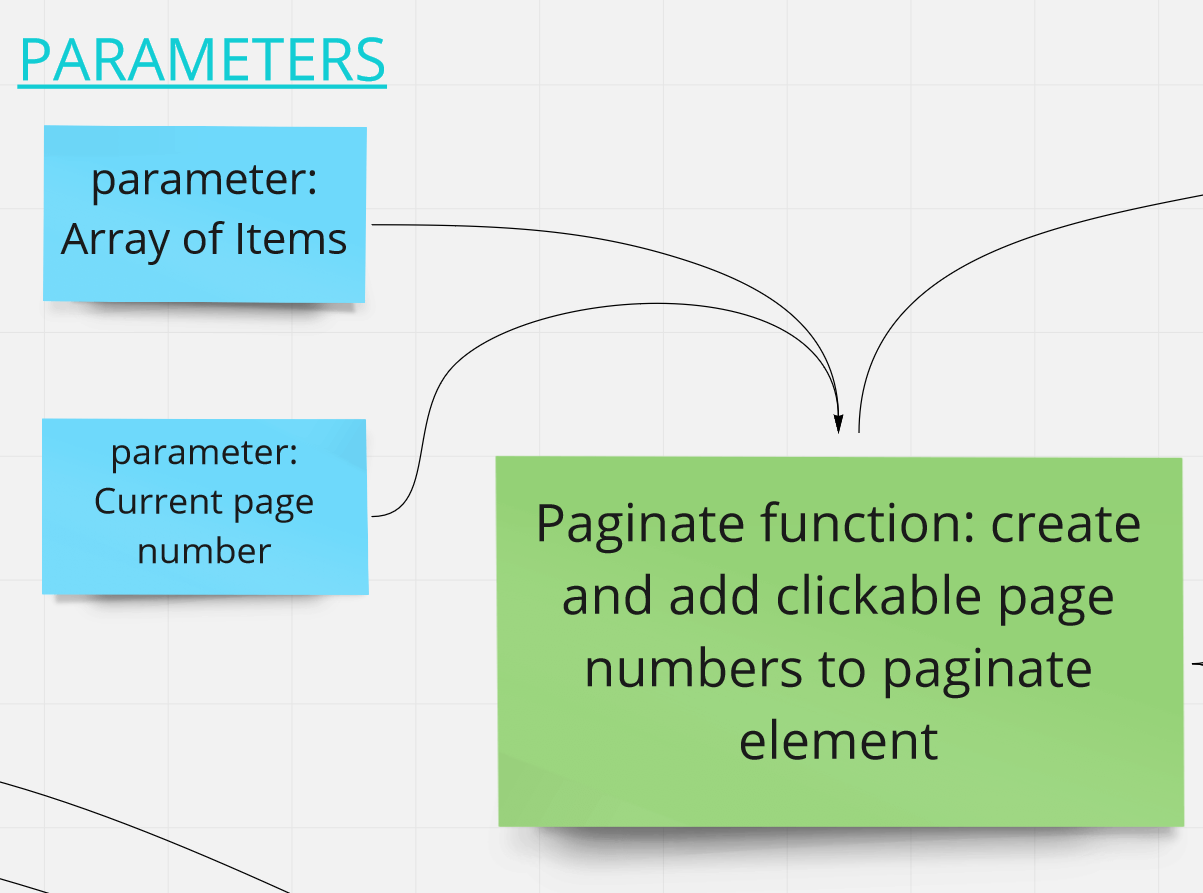 PARAMETERS
parameter:
Array of Items
parameter:
Current page
number
Paginate function: create
and add clickable page
numbers to paginate
element